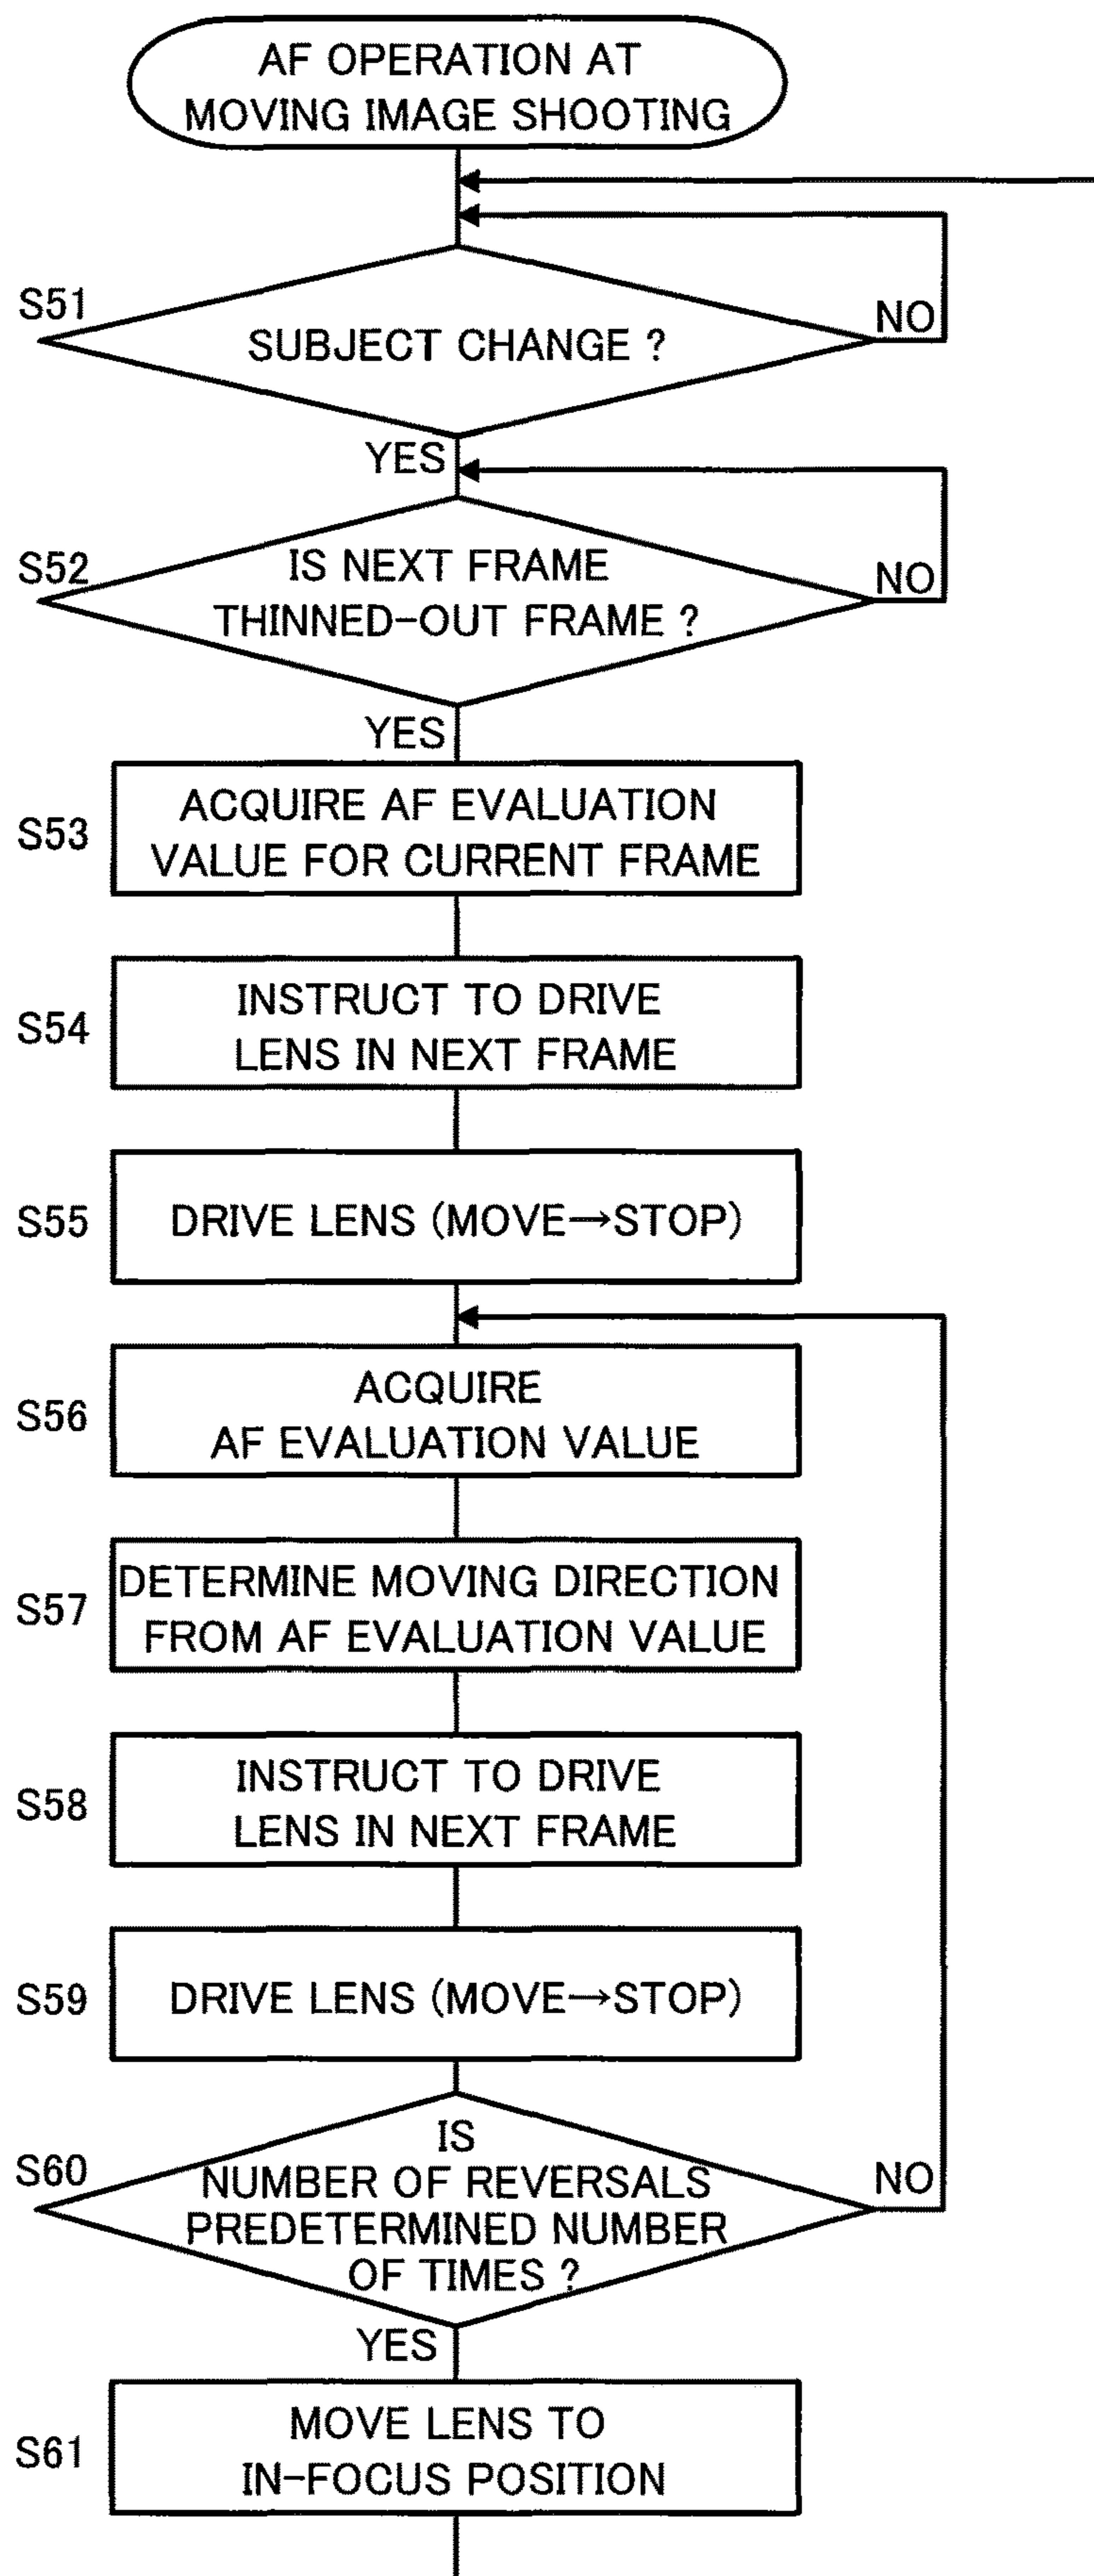 AF OPERATION AT
MOVING IMAGE SHOOTING
S51
SUBJECT CHANGE ?
NO
YES
S52
IS NEXT FRAME
THINNED-OUT FRAME ?
NO
YES
S53
ACQUIRE AF EVALUATION
VALUE FOR CURRENT FRAME
S54
INSTRUCT TO DRIVE
LENS IN NEXT FRAME
S55
DRIVE LENS (MOVE→STOP)
S56
ACQUIRE
AF EVALUATION VALUE
S57
DETERMINE MOVING DIRECTION
FROM AF EVALUATION VALUE
S58
INSTRUCT TO DRIVE
LENS IN NEXT FRAME
S59
DRIVE LENS (MOVE→STOP)
S60
IS
NUMBER OF REVERSALS
PREDETERMINED NUMBER
OF TIMES ?
NO
YES
S61
MOVE LENS TO
IN-FOCUS POSITION